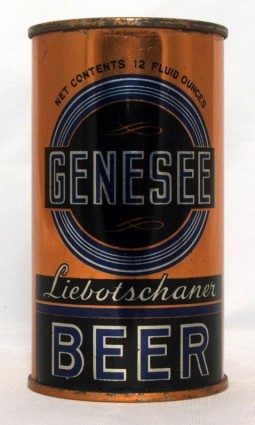 NET CONTENTS 12 FLUID OUNCES
GENESEE
Liebotschaner
BEER